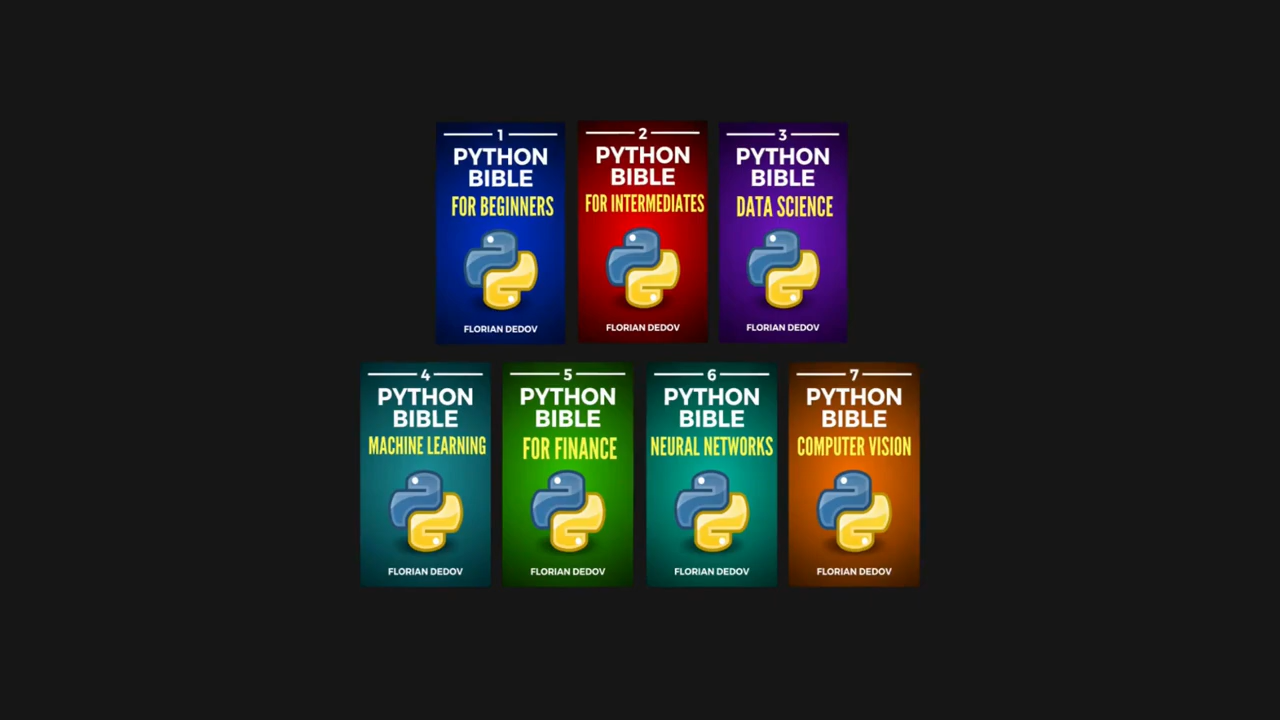 1
PYTHON
BIBLE
FOR BEGINNERS
FLORIAN DEDOV
2
PYTHON
BIBLE
FOR INTERMEDIATES
FLORIAN DEDOV
3
PYTHON
BIBLE
DATA SCIENCE
FLORIAN DEDOV
4
PYTHON
BIBLE
MACHINE LEARNING
FLORIAN DEDOV
5
PYTHON
BIBLE
FOR FINANCE
FLORIAN DEDOV
6
PYTHON
BIBLE
NEURAL NETWORKS
FLORIAN DEDOV
7
PYTHON
BIBLE
COMPUTER VISION
FLORIAN DEDOV